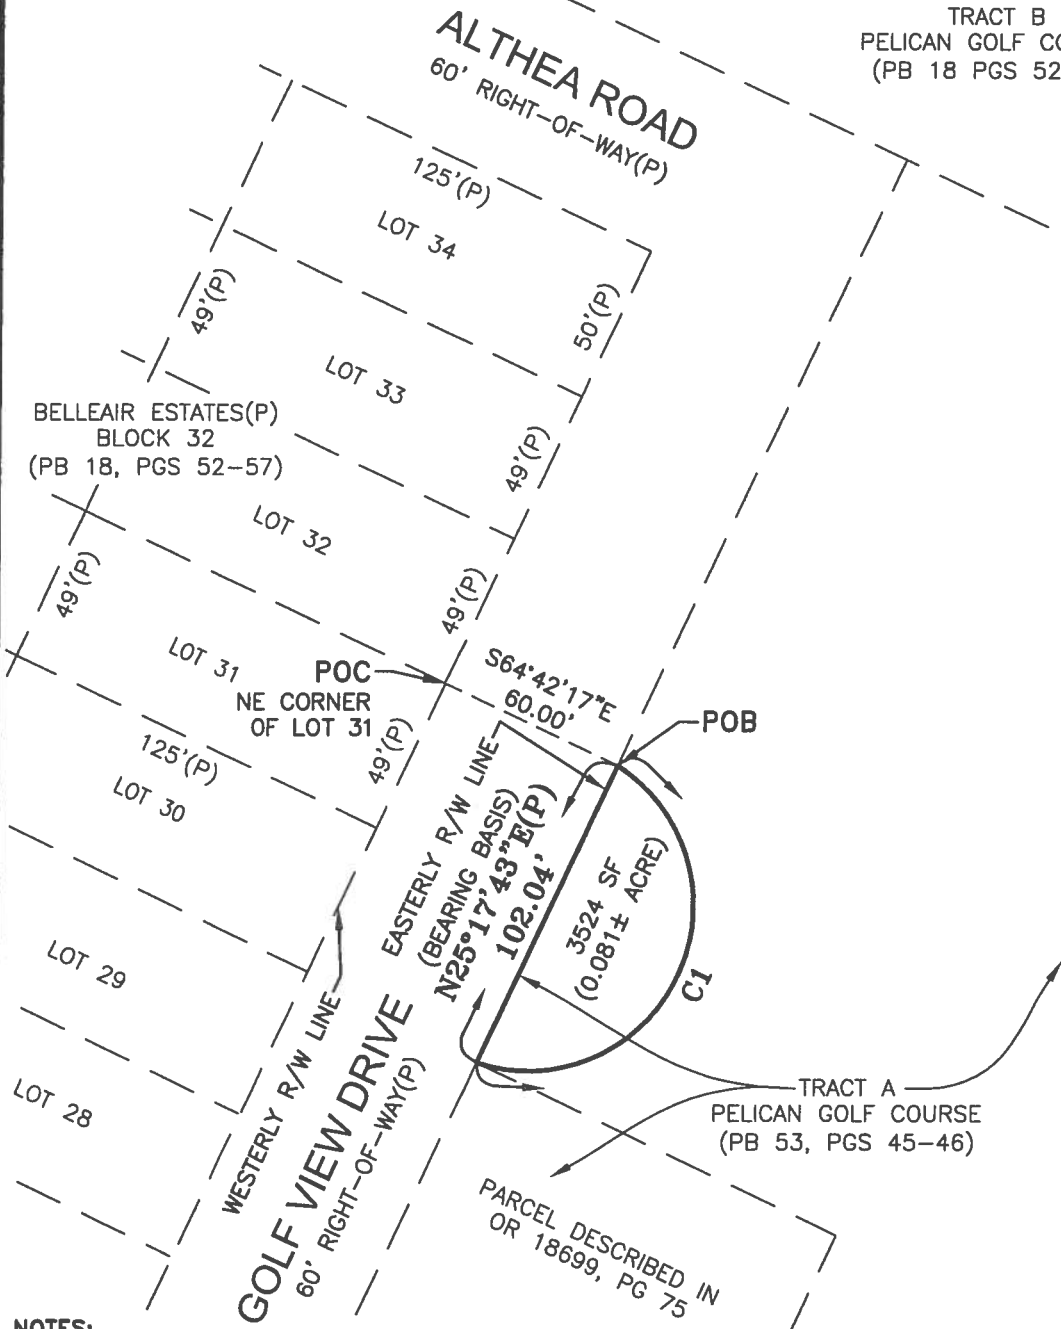 TRACT B
PELICAN GOLF CO
(PB 18 PGS 52
ALTHEA ROAD
60' RIGHT-OF-WAY(P)
125'(P)
LOT 34
49'(P)
50'(P)
LOT 33
BELLEAIR ESTATES(P)
BLOCK 32
(PB 18, PGS 52-57)
49'(P)
LOT 32
49'(P)
49'(P)
LOT 31
POC
NE CORNER
OF LOT 31
S64°42'17"E
60.00'
POB
125'(P)
49'(P)
LOT 30
EASTERLY R/W LINE
(BEARING BASIS)
N25°17'43"E(P)
102.04'
3524 SF
(0.081± ACRE)
C1
LOT 29
WESTERLY R/W LINE
LOT 28
GOLF VIEW DRIVE
60' RIGHT-OF-WAY(P)
TRACT A
PELICAN GOLF COURSE
(PB 53, PGS 45-46)
PARCEL DESCRIBED IN
OR 18699, PG 75
NOTES: